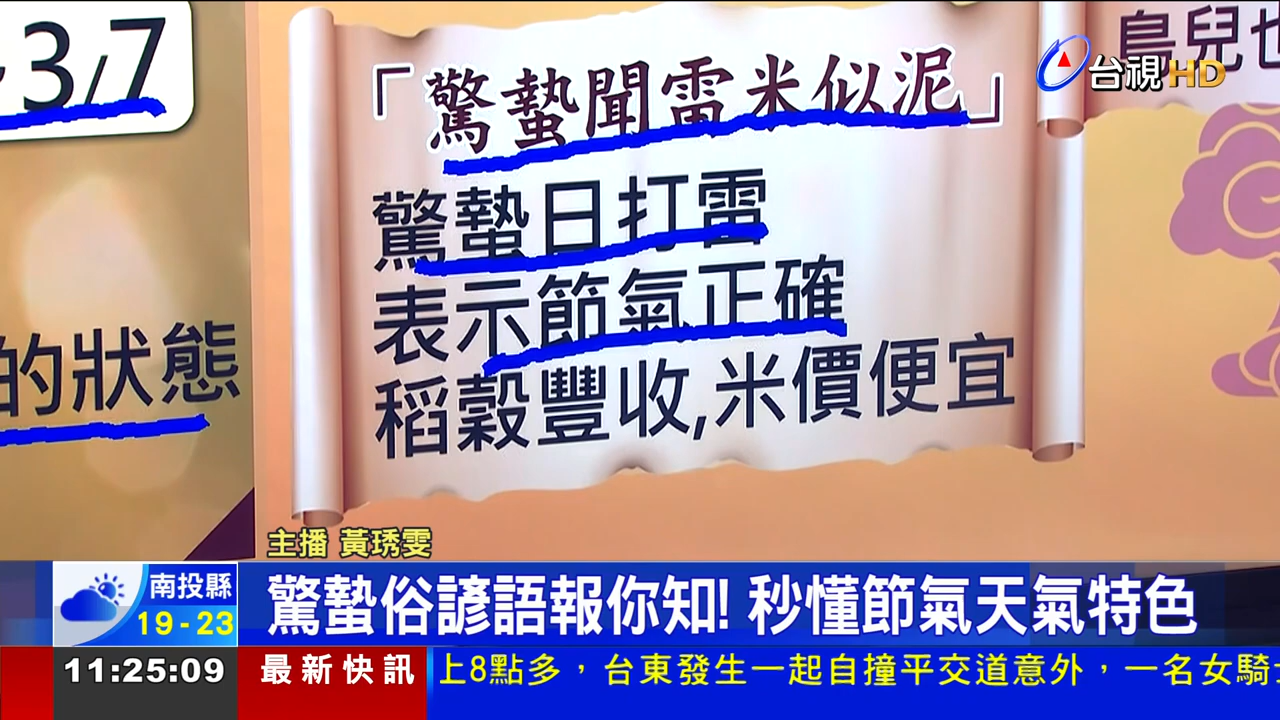 3/7
的狀態
「驚蟄聞雷米似泥」
驚蟄日打雷
表示節氣正確
稻穀豐收,米價便宜
鳥兒也
台視HD
主播 黃琇雯
南投縣
19-23
驚蟄俗諺語報你知! 秒懂節氣天氣特色
11:25:09
最新快訊
上8點多，台東發生一起自撞平交道意外，一名女騎